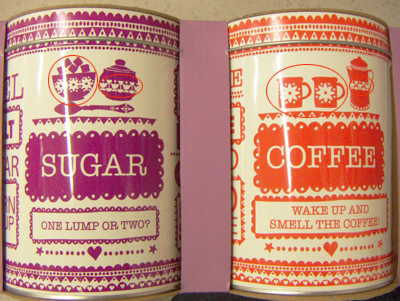 SUGAR
ONE LUMP OR TWO?
COFFEE
WAKE UP AND
SMELL THE COFFEE!